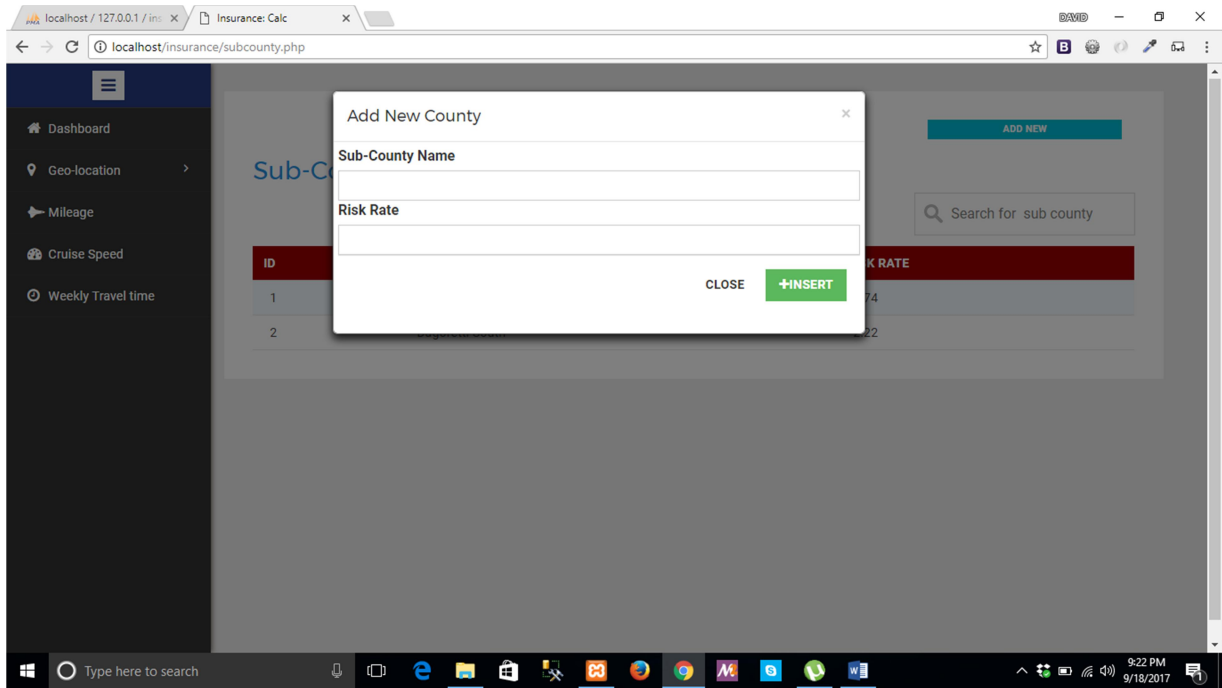 localhost / 127.0.0.1 / ins
Insurance: Calc
DAVID
localhost/insurance/subcounty.php
Dashboard
Geo-location
Mileage
Cruise Speed
Weekly Travel time
Add New County
×
Sub-County Name
Risk Rate
CLOSE
+INSERT
ADD NEW
Sub-Co
Search for sub county
ID
K RATE
1
74
2
22
Type here to search
9:22 PM
9/18/2017